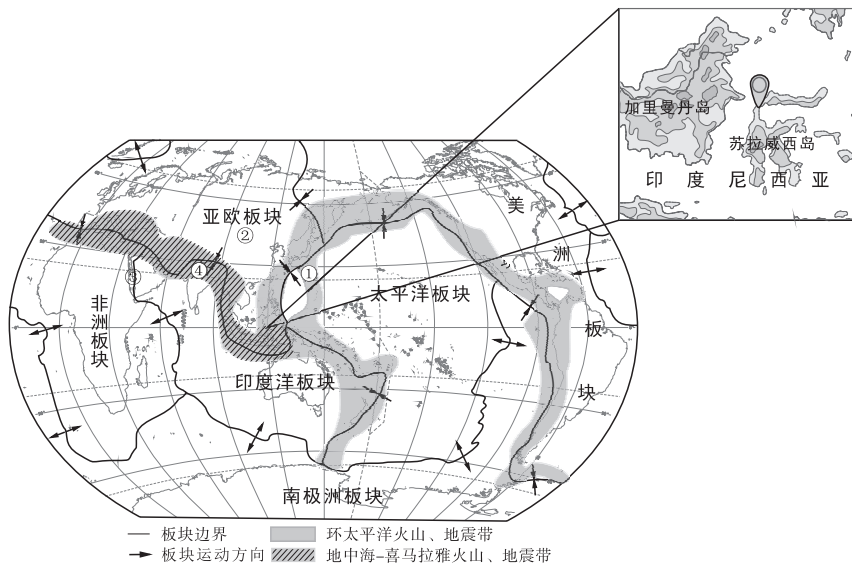 加里曼丹岛
苏拉威西岛
印度尼西亚
亚欧板块
②
美洲板块
④
①
③
太平洋板块
非洲板块
印度洋板块
南极洲板块
板块边界
环太平洋火山、地震带
板块运动方向
地中海-喜马拉雅火山、地震带